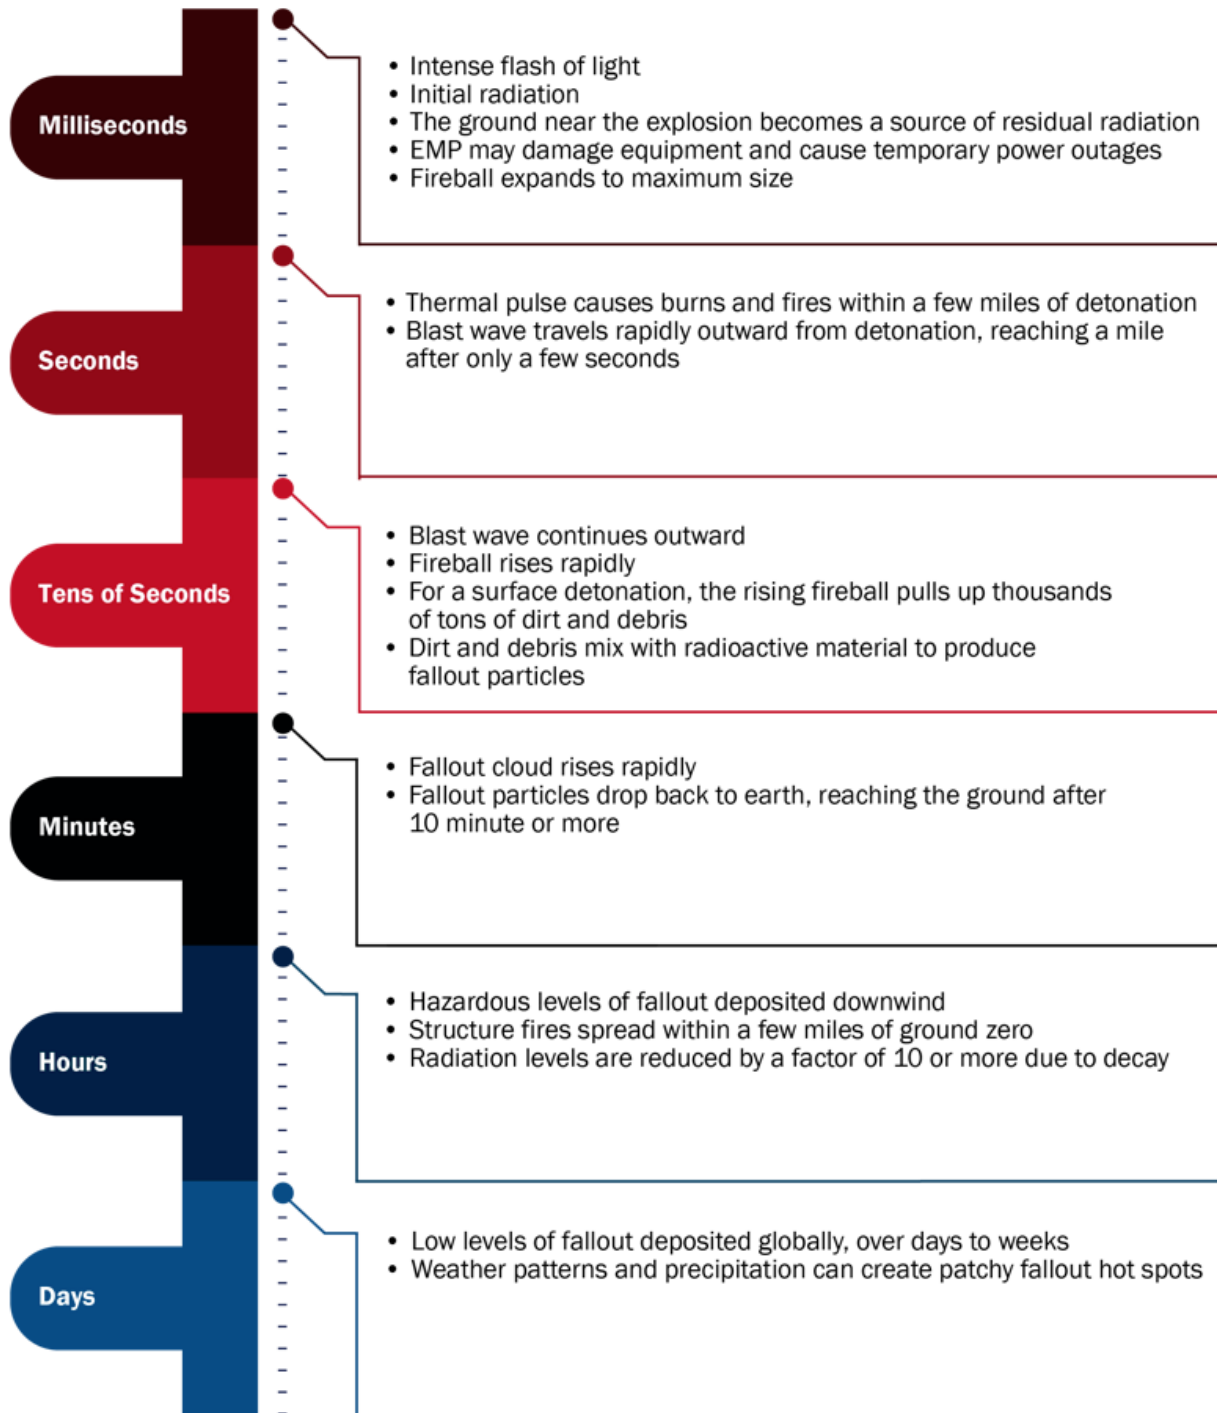 Milliseconds
• Intense flash of light
• Initial radiation
• The ground near the explosion becomes a source of residual radiation
• EMP may damage equipment and cause temporary power outages
• Fireball expands to maximum size
Seconds
• Thermal pulse causes burns and fires within a few miles of detonation
• Blast wave travels rapidly outward from detonation, reaching a mile
after only a few seconds
Tens of Seconds
• Blast wave continues outward
• Fireball rises rapidly
• For a surface detonation, the rising fireball pulls up thousands
of tons of dirt and debris
• Dirt and debris mix with radioactive material to produce
fallout particles
Minutes
• Fallout cloud rises rapidly
• Fallout particles drop back to earth, reaching the ground after
10 minute or more
Hours
• Hazardous levels of fallout deposited downwind
• Structure fires spread within a few miles of ground zero
• Radiation levels are reduced by a factor of 10 or more due to decay
Days
• Low levels of fallout deposited globally, over days to weeks
• Weather patterns and precipitation can create patchy fallout hot spots